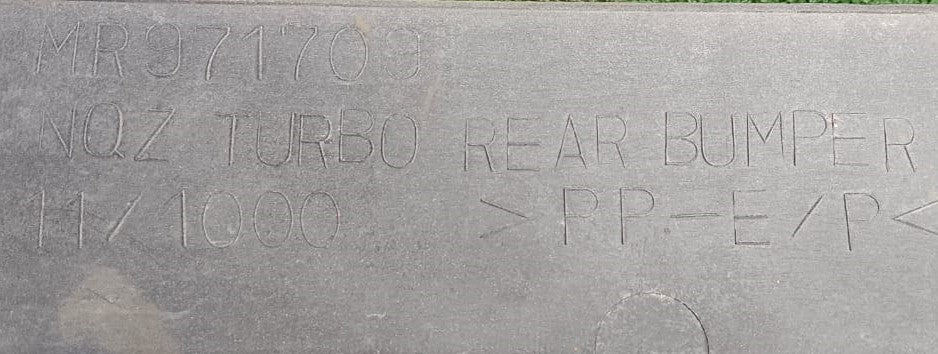 MR971709
NQZ TURBO REAR BUMPER
11/1000 >PP-E/P<